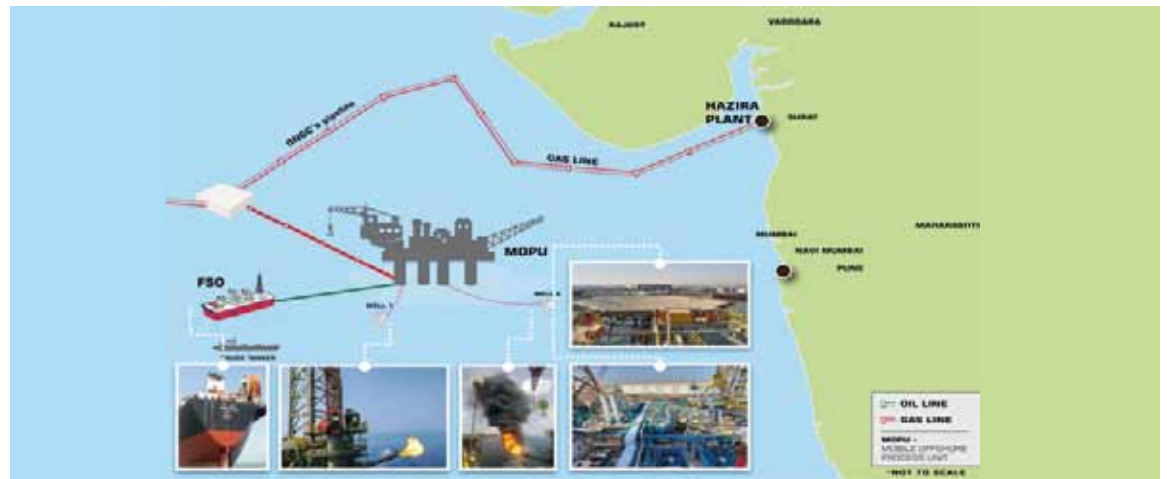 RAJKOT
VADODARA
HAZIRA
PLANT
SURAT
ONGC's pipeline
GAS LINE
MOPU
MUMBAI
NAVI MUMBAI
PUNE
FSO
WELL 1
OIL LINE
GAS LINE
MOPU -
MOBILE OFFSHORE
PROCESS UNIT
*NOT TO SCALE